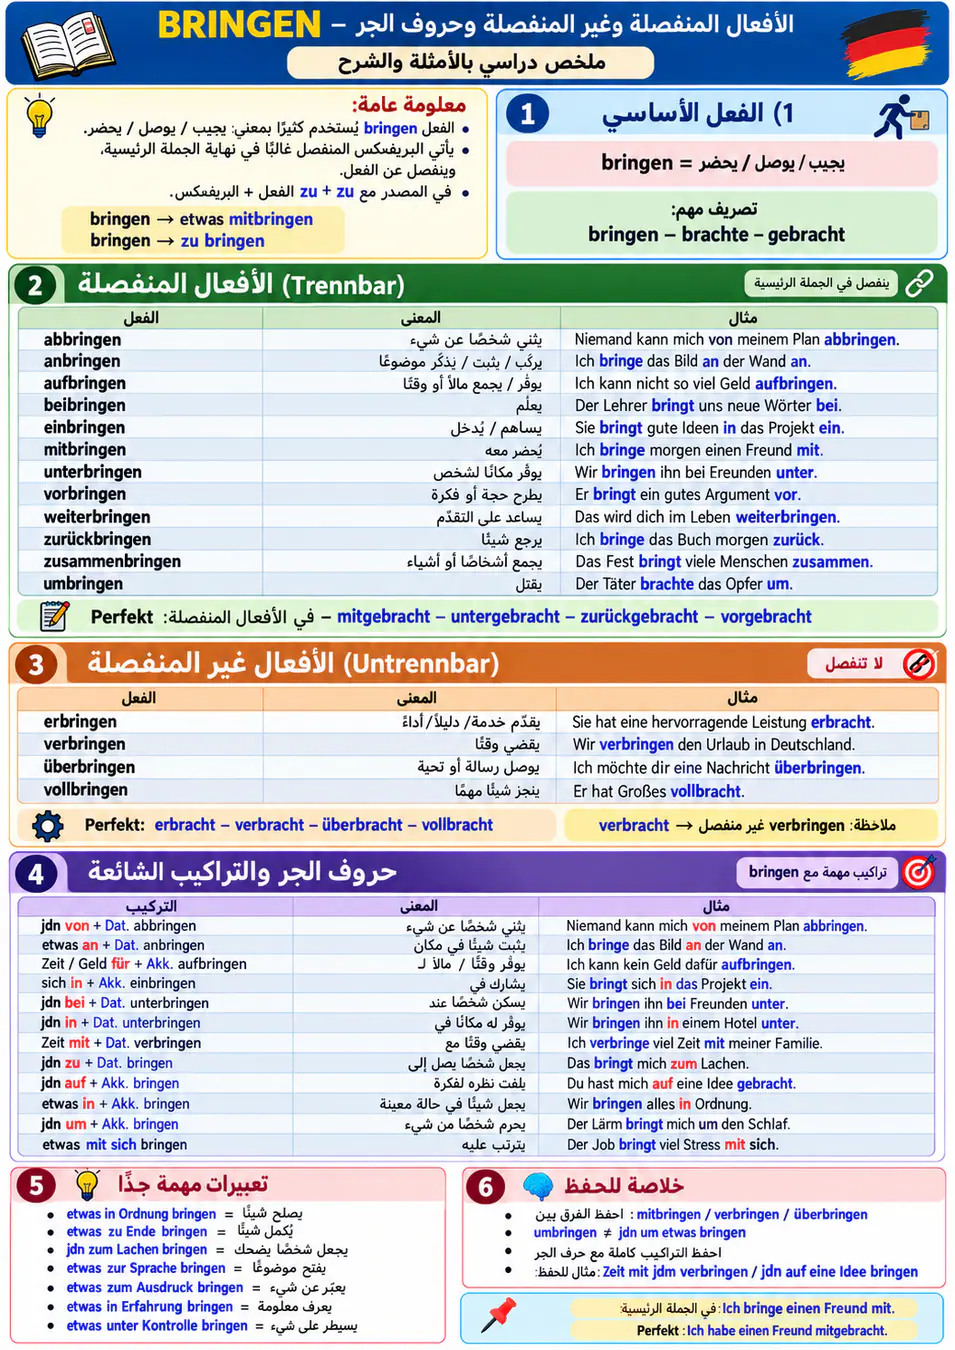 BRINGEN – الأفعال المنفصلة وغير المنفصلة وحروف الجر
ملخص دراسي بالأمثلة والشرح
معلومة عامة:
• الفعل bringen يُستخدم كثيرًا بمعنى: يجيب / يوصل / يحضر.
• يأتي البريفكس المنفصل غالبًا في نهاية الجملة الرئيسية،
وينفصل عن الفعل.
• في المصدر مع zu + zu الفعل + البريفكس.
bringen → etwas mitbringen
bringen → zu bringen
1 1) الفعل الأساسي
bringen = يجيب / يوصل / يحضر
تصريف مهم:
bringen – brachte – gebracht
2 الأفعال المنفصلة (Trennbar) ينفصل في الجملة الرئيسية
الفعل المعنى مثال
abbringen يثني شخصًا عن شيء Niemand kann mich von meinem Plan abbringen.
anbringen يركّب / يثبت / يَذكُر موضوعًا Ich bringe das Bild an der Wand an.
aufbringen يوفّر / يجمع مالاً أو وقتًا Ich kann nicht so viel Geld aufbringen.
beibringen يعلّم Der Lehrer bringt uns neue Wörter bei.
einbringen يساهم / يُدخل Sie bringt gute Ideen in das Projekt ein.
mitbringen يُحضر معه Ich bringe morgen einen Freund mit.
unterbringen يوفّر مكانًا لشخص Wir bringen ihn bei Freunden unter.
vorbringen يطرح حجة أو فكرة Er bringt ein gutes Argument vor.
weiterbringen يساعد على التقدّم Das wird dich im Leben weiterbringen.
zurückbringen يرجع شيئًا Ich bringe das Buch morgen zurück.
zusammenbringen يجمع أشخاصًا أو أشياء Das Fest bringt viele Menschen zusammen.
umbringen يقتل Der Täter brachte das Opfer um.
Perfekt في الأفعال المنفصلة: – mitgebracht – untergebracht – zurückgebracht – vorgebracht
3 الأفعال غير المنفصلة (Untrennbar) لا تنفصل
الفعل المعنى مثال
erbringen يقدّم خدمة/ دليلاً/ أداءً Sie hat eine hervorragende Leistung erbracht.
verbringen يقضي وقتًا Wir verbringen den Urlaub in Deutschland.
überbringen يوصل رسالة أو تحية Ich möchte dir eine Nachricht überbringen.
vollbringen ينجز شيئًا مهمًا Er hat Großes vollbracht.
Perfekt: erbracht – verbracht – überbracht – vollbracht
ملاحظة: verbringen غير منفصل → verbracht
4 حروف الجر والتراكيب الشائعة تراكيب مهمة مع bringen
التركيب المعنى مثال
jdn von + Dat. abbringen يثني شخصًا عن شيء Niemand kann mich von meinem Plan abbringen.
etwas an + Dat. anbringen يثبت شيئًا في مكان Ich bringe das Bild an der Wand an.
Zeit / Geld für + Akk. aufbringen يوفّر وقتًا / مالاً لـ Ich kann kein Geld dafür aufbringen.
sich in + Akk. einbringen يشارك في Sie bringt sich in das Projekt ein.
jdn bei + Dat. unterbringen يسكن شخصًا عند Wir bringen ihn bei Freunden unter.
jdn in + Dat. unterbringen يوفّر له مكانًا في Wir bringen ihn in einem Hotel unter.
Zeit mit + Dat. verbringen يقضي وقتًا مع Ich verbringe viel Zeit mit meiner Familie.
jdn zu + Dat. bringen يجعل شخصًا يصل إلى Das bringt mich zum Lachen.
jdn auf + Akk. bringen يلفت نظره لفكرة Du hast mich auf eine Idee gebracht.
etwas in + Akk. bringen يجعل شيئًا في حالة معينة Wir bringen alles in Ordnung.
jdn um + Akk. bringen يحرم شخصًا من شيء Der Lärm bringt mich um den Schlaf.
etwas mit sich bringen يترتب عليه Der Job bringt viel Stress mit sich.
5 تعبيرات مهمة جدًا
• etwas in Ordnung bringen = يصلح شيئًا
• etwas zu Ende bringen = يُكمل شيئًا
• jdn zum Lachen bringen = يجعل شخصًا يضحك
• etwas zur Sprache bringen = يفتح موضوعًا
• etwas zum Ausdruck bringen = يعبّر عن شيء
• etwas in Erfahrung bringen = يعرف معلومة
• etwas unter Kontrolle bringen = يسيطر على شيء
6 خلاصة للحفظ
• احفظ الفرق بين : mitbringen / verbringen / überbringen
• umbringen ≠ jdn um etwas bringen
• احفظ التراكيب كاملة مع حرف الجر
• مثال للحفظ: Zeit mit jdm verbringen / jdn auf eine Idee bringen
في الجملة الرئيسية: Ich bringe einen Freund mit.
Perfekt : Ich habe einen Freund mitgebracht.